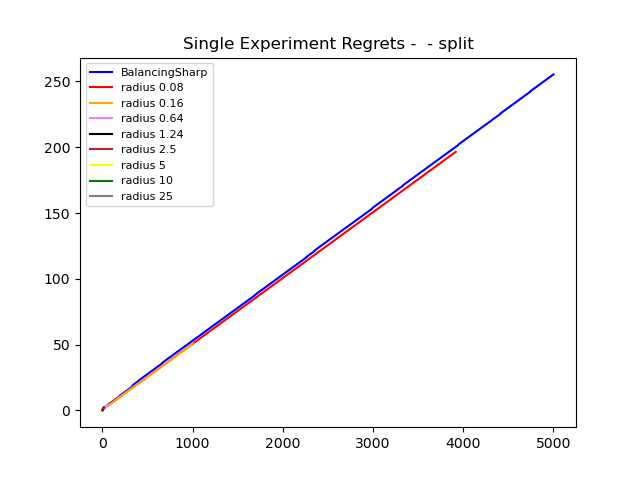 Single Experiment Regrets -  - split
BalancingSharp
radius 0.08
radius 0.16
radius 0.64
radius 1.24
radius 2.5
radius 5
radius 10
radius 25
250
200
150
100
50
0
0 1000 2000 3000 4000 5000